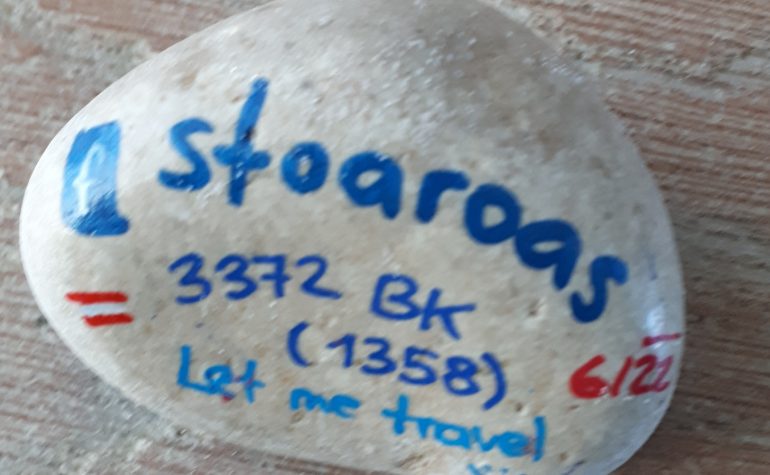 f stoaroas
3372 BK
(1358)
6/22
Let me travel